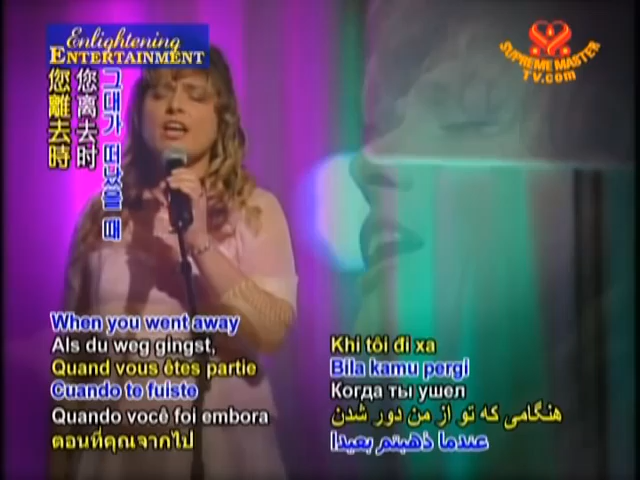 Enlightening
ENTERTAINMENT
SUPREME MASTER
TV.com
您離去時
您离去时
그대가 떠났을 때
When you went away
Als du weg gingst,
Quand vous êtes partie
Cuando te fuiste
Quando você foi embora
ตอนที่คุณจากไป
Khi tôi đi xa
Bila kamu pergi
Когда ты ушел
هنگامی که تو از من دور شدن
عندما ذهبتم بعيدا